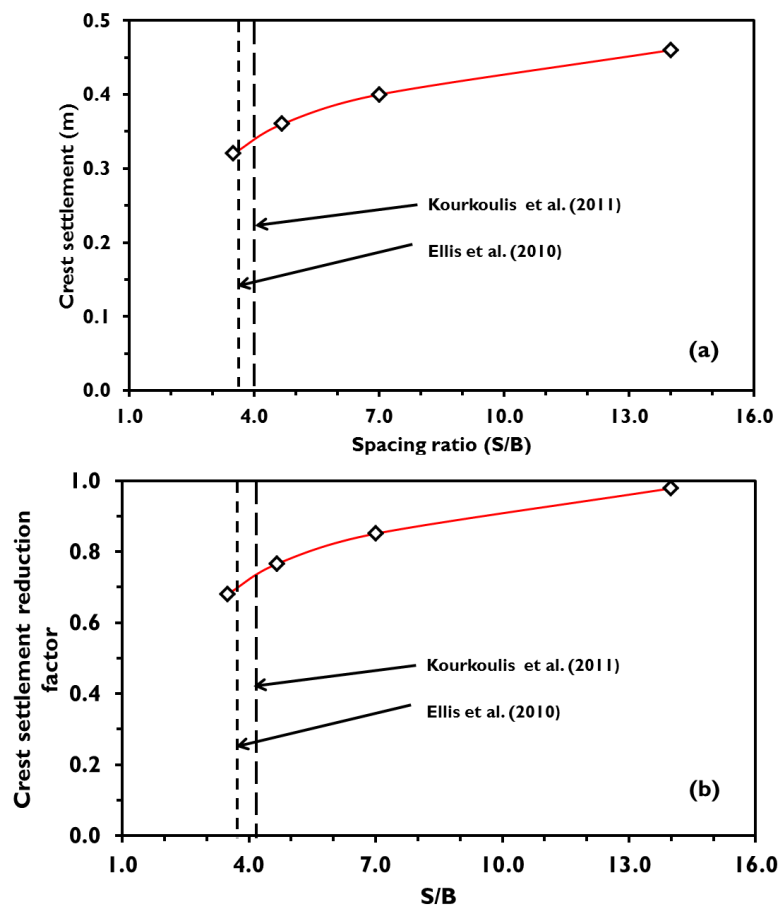 0.5
0.4
0.3
0.2
0.1
0.0
Crest settlement (m)
Kourkoulis et al. (2011)
Ellis et al. (2010)
(a)
1.0 4.0 7.0 10.0 13.0 16.0
Spacing ratio (S/B)
1.0
0.8
0.6
0.4
0.2
0.0
Crest settlement reduction
factor
Kourkoulis et al. (2011)
Ellis et al. (2010)
(b)
1.0 4.0 7.0 10.0 13.0 16.0
S/B